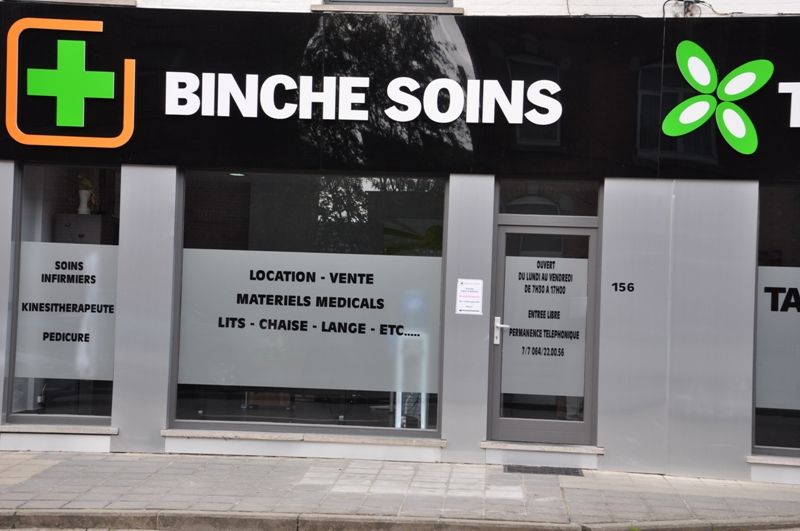 BINCHE SOINS
T
SOINS
INFIRMIERS
KINESITHERAPEUTE
PEDICURE
LOCATION - VENTE
MATERIELS MEDICALS
LITS - CHAISE - LANGE - ETC.....
OUVERT
DU LUNDI AU VENDREDI
DE 7H30 A 17H00
ENTREE LIBRE
PERMANENCE TELEPHONIQUE
7/7 064/22.00.56
156
TA